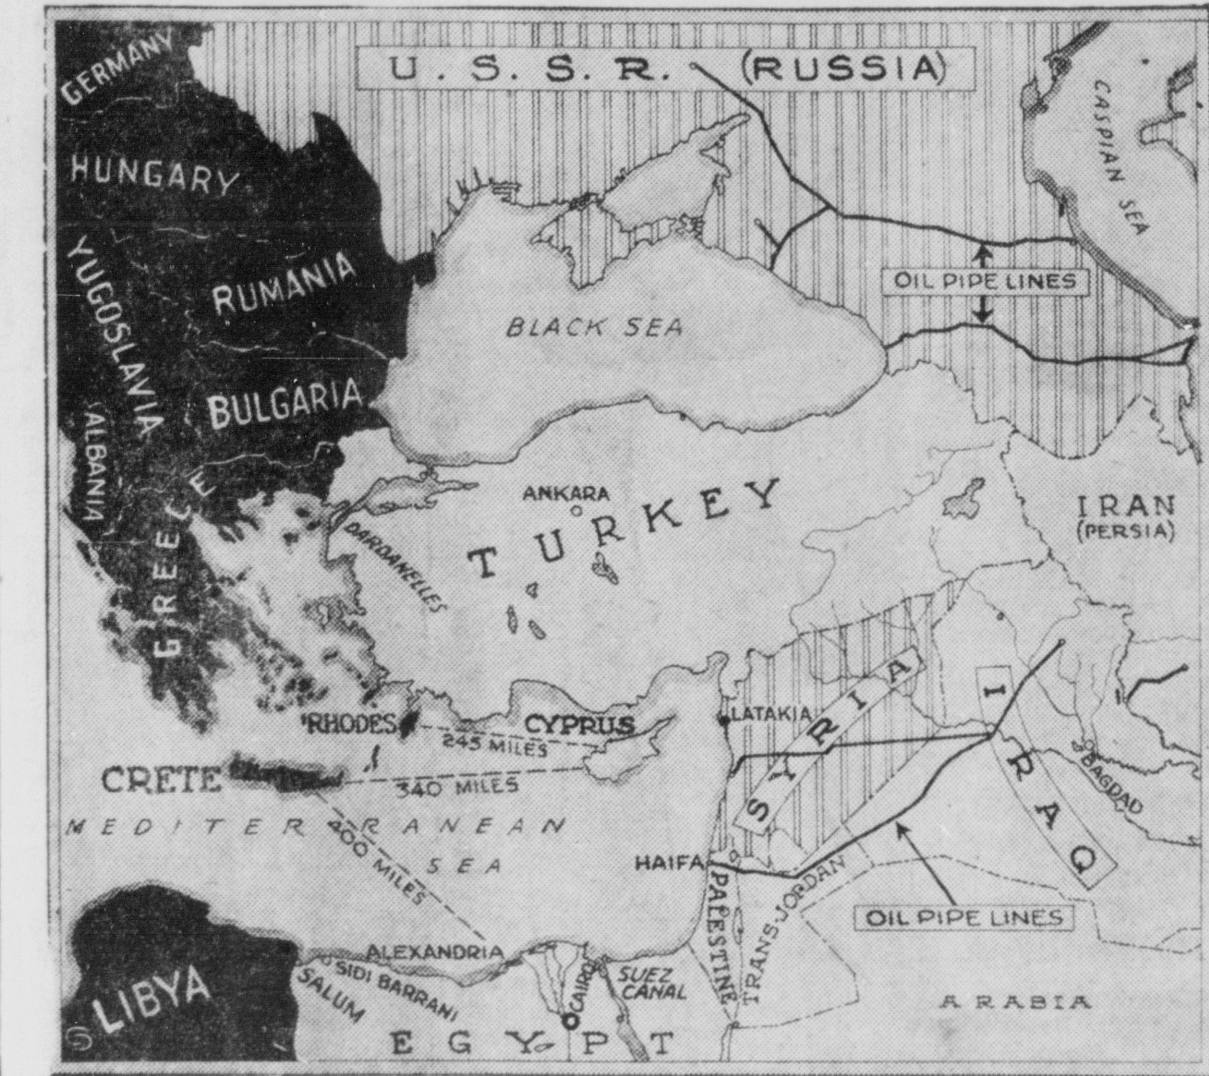 GERMANY
U. S. S. R. (RUSSIA)
CASPIAN SEA
HUNGARY
YUGOSLAVIA
RUMANIA
OIL PIPE LINES
BLACK SEA
BULGARIA
ALBANIA
GREECE
ANKARA
TURKEY
DARDANELLES
IRAN
(PERSIA)
SYRIA
IRAQ
RHODES
CYPRUS
LATAKIA
245 MILES
BAGDAD
CRETE
340 MILES
MEDITERRANEAN
SEA
400 MILES
HAIFA
PALESTINE
TRANS-JORDAN
OIL PIPE LINES
ALEXANDRIA
SIDI BARRANI
SALUM
CAIRO
SUEZ
CANAL
LIBYA
ARABIA
EGYPT